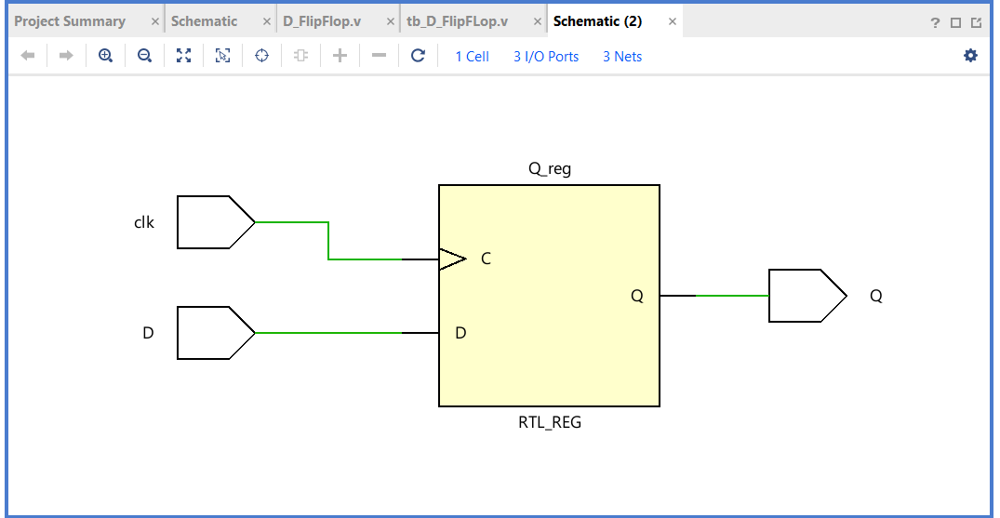 Project Summary × Schematic × D_FlipFlop.v × tb_D_FlipFLop.v × Schematic (2) × ?
1 Cell 3 I/O Ports 3 Nets
Q_reg
clk
C
Q Q
D D
RTL_REG